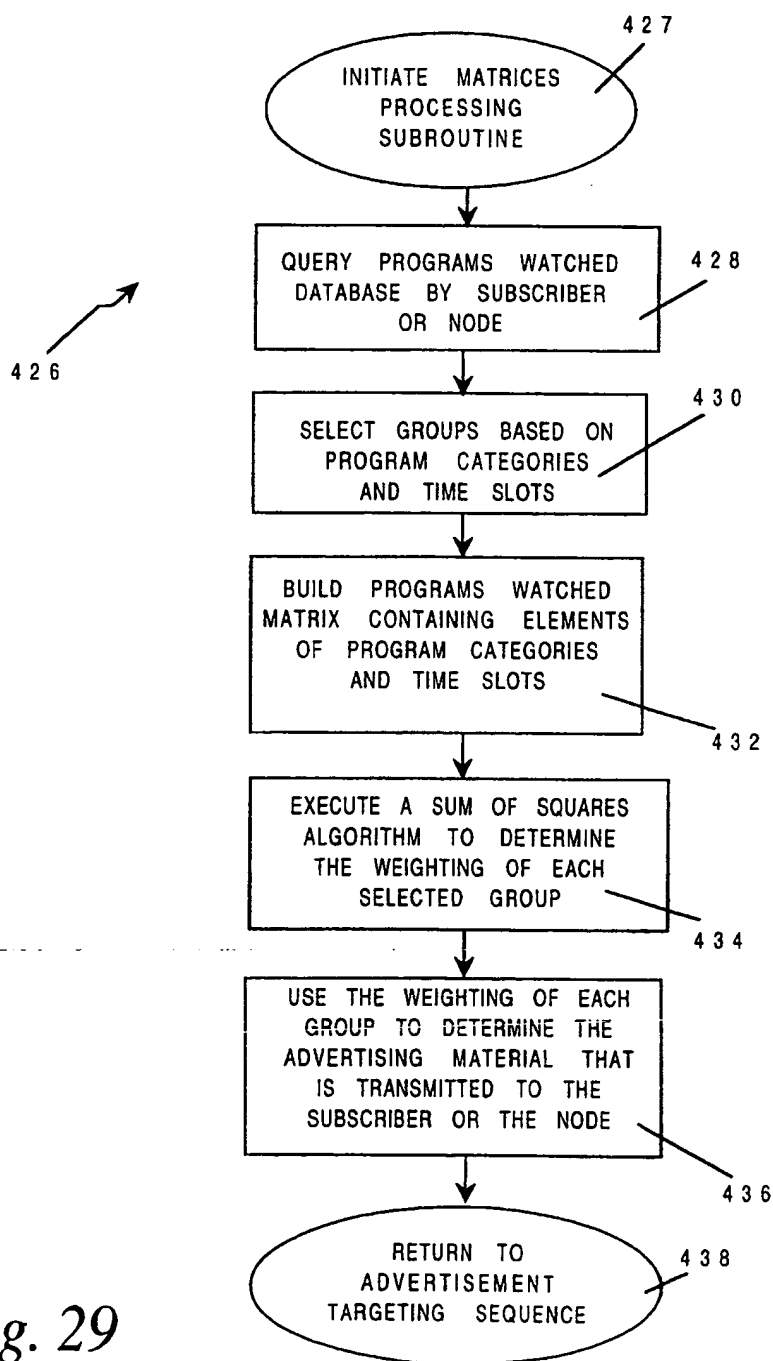 427
INITIATE MATRICES
PROCESSING
SUBROUTINE
QUERY PROGRAMS WATCHED
DATABASE BY SUBSCRIBER
OR NODE
428
426
430
SELECT GROUPS BASED ON
PROGRAM CATEGORIES
AND TIME SLOTS
BUILD PROGRAMS WATCHED
MATRIX CONTAINING ELEMENTS
OF PROGRAM CATEGORIES
AND TIME SLOTS
432
EXECUTE A SUM OF SQUARES
ALGORITHM TO DETERMINE
THE WEIGHTING OF EACH
SELECTED GROUP
434
USE THE WEIGHTING OF EACH
GROUP TO DETERMINE THE
ADVERTISING MATERIAL THAT
IS TRANSMITTED TO THE
SUBSCRIBER OR THE NODE
436
RETURN TO
ADVERTISEMENT
TARGETING SEQUENCE
438
g. 29